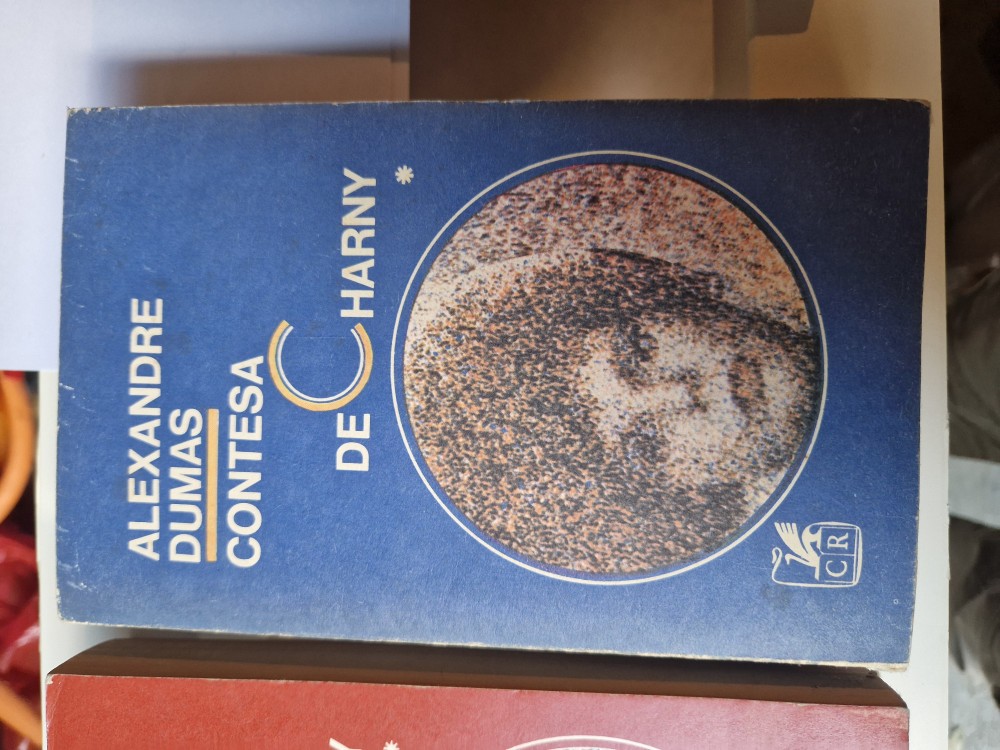 ALEXANDRE
DUMAS
CONTESA
DE CHARNY
*
CR
*